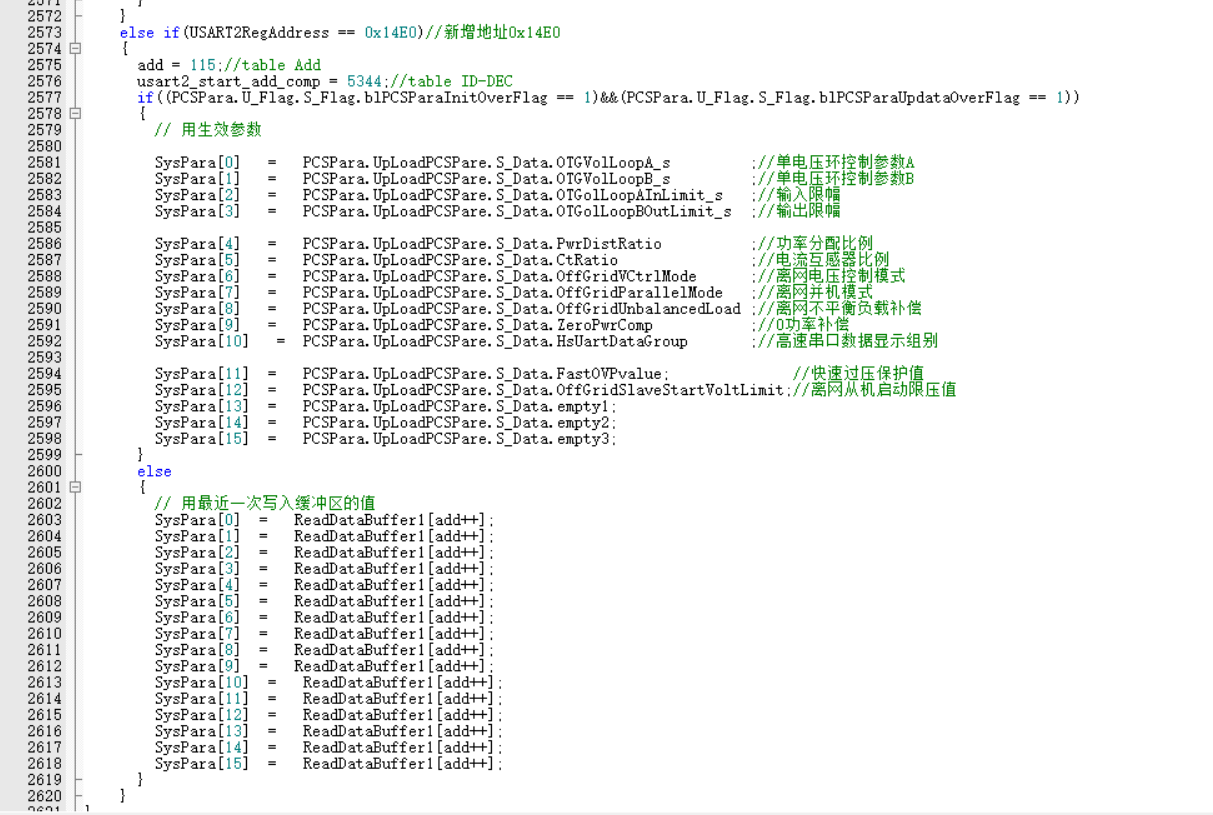 2572 }
2573 else if(USART2RegAddress == 0x14E0)//新增地址0x14E0
2574 {
2575 add = 115;//table Add
2576 usart2_start_add_comp = 5344;//table ID-DEC
2577 if((PCSPara.U_Flag.S_Flag.blPCSParaInitOverFlag == 1)&&(PCSPara.U_Flag.S_Flag.blPCSParaUpdataOverFlag == 1))
2578 {
2579 // 用生效参数
2580
2581 SysPara[0] = PCSPara.UpLoadPCSPare.S_Data.OTGVolLoopA_s ;//单电压环控制参数A
2582 SysPara[1] = PCSPara.UpLoadPCSPare.S_Data.OTGVolLoopB_s ;//单电压环控制参数B
2583 SysPara[2] = PCSPara.UpLoadPCSPare.S_Data.OTGolLoopAInLimit_s ;//输入限幅
2584 SysPara[3] = PCSPara.UpLoadPCSPare.S_Data.OTGolLoopBOutLimit_s ;//输出限幅
2585
2586 SysPara[4] = PCSPara.UpLoadPCSPare.S_Data.PwrDistRatio ;//功率分配比例
2587 SysPara[5] = PCSPara.UpLoadPCSPare.S_Data.CtRatio ;//电流互感器比例
2588 SysPara[6] = PCSPara.UpLoadPCSPare.S_Data.OffGridVCtrlMode ;//离网电压控制模式
2589 SysPara[7] = PCSPara.UpLoadPCSPare.S_Data.OffGridParallelMode ;//离网并机模式
2590 SysPara[8] = PCSPara.UpLoadPCSPare.S_Data.OffGridUnbalancedLoad ;//离网不平衡负载补偿
2591 SysPara[9] = PCSPara.UpLoadPCSPare.S_Data.ZeroPwrComp ;//0功率补偿
2592 SysPara[10] = PCSPara.UpLoadPCSPare.S_Data.HsUartDataGroup ;//高速串口数据显示组别
2593
2594 SysPara[11] = PCSPara.UpLoadPCSPare.S_Data.FastOVPvalue; //快速过压保护值
2595 SysPara[12] = PCSPara.UpLoadPCSPare.S_Data.OffGridSlaveStartVoltLimit;//离网从机启动限压值
2596 SysPara[13] = PCSPara.UpLoadPCSPare.S_Data.empty1;
2597 SysPara[14] = PCSPara.UpLoadPCSPare.S_Data.empty2;
2598 SysPara[15] = PCSPara.UpLoadPCSPare.S_Data.empty3;
2599 }
2600 else
2601 {
2602 // 用最近一次写入缓冲区的值
2603 SysPara[0] = ReadDataBuffer1[add++];
2604 SysPara[1] = ReadDataBuffer1[add++];
2605 SysPara[2] = ReadDataBuffer1[add++];
2606 SysPara[3] = ReadDataBuffer1[add++];
2607 SysPara[4] = ReadDataBuffer1[add++];
2608 SysPara[5] = ReadDataBuffer1[add++];
2609 SysPara[6] = ReadDataBuffer1[add++];
2610 SysPara[7] = ReadDataBuffer1[add++];
2611 SysPara[8] = ReadDataBuffer1[add++];
2612 SysPara[9] = ReadDataBuffer1[add++];
2613 SysPara[10] = ReadDataBuffer1[add++];
2614 SysPara[11] = ReadDataBuffer1[add++];
2615 SysPara[12] = ReadDataBuffer1[add++];
2616 SysPara[13] = ReadDataBuffer1[add++];
2617 SysPara[14] = ReadDataBuffer1[add++];
2618 SysPara[15] = ReadDataBuffer1[add++];
2619 }
2620 }